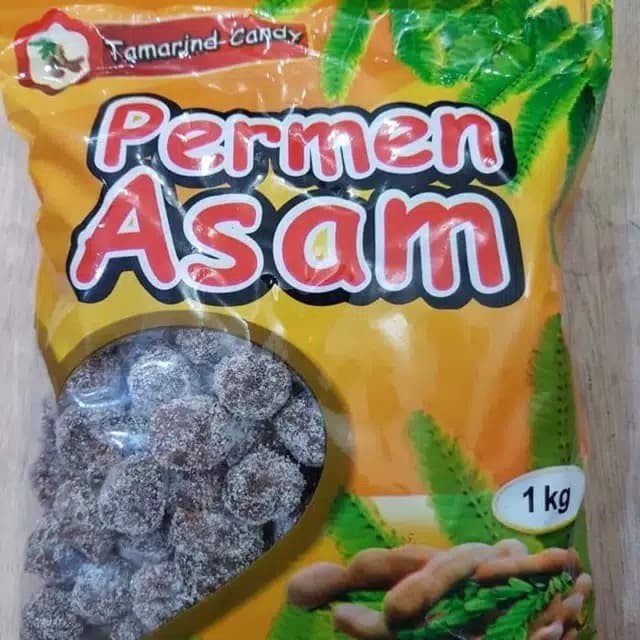 Tamarind Candy
Permen
Asam
1 kg